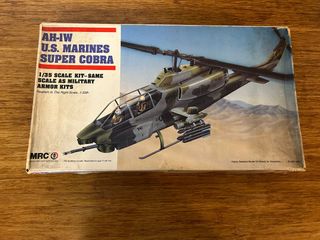 AH-1W
U.S. MARINES
SUPER COBRA
1/35 SCALE KIT-SAME
SCALE AS MILITARY
ARMOR KITS
MRC